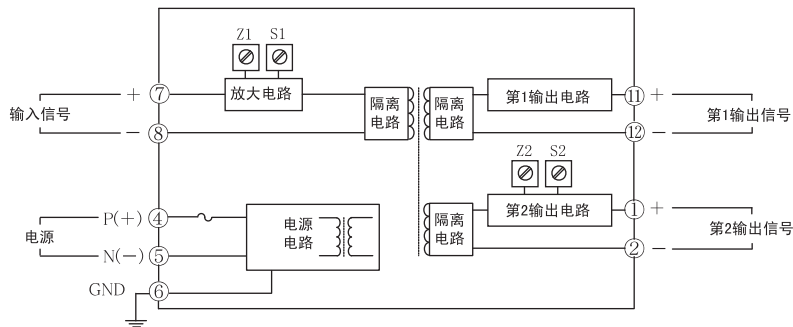 Z1 S1
输入信号 + ⑦ 放大电路 隔离电路 隔离电路 第1输出电路 ⑪ + 第1输出信号
− ⑧ ⑫ −
Z2 S2
电源 P(+) ④ 电源电路 隔离电路 第2输出电路 ① + 第2输出信号
N(−) ⑤ ② −
GND ⑥